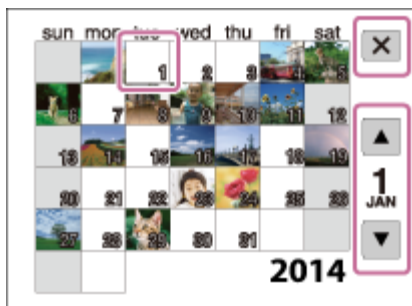 sun mon tue wed thu fri sat
1 2 3 4 5
6 7 8 9 10 11 12
13 14 15 16 17 18 19
20 21 22 23 24 25 26
27 28 29 30 31
2014
1
JAN